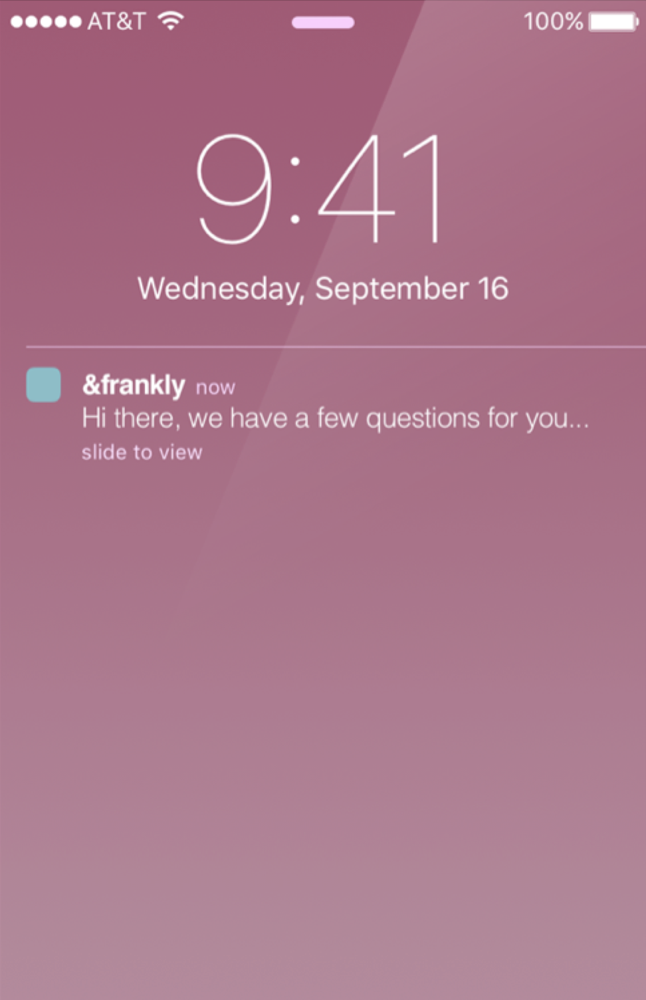 AT&T 100%
9:41
Wednesday, September 16
&frankly now
Hi there, we have a few questions for you...
slide to view